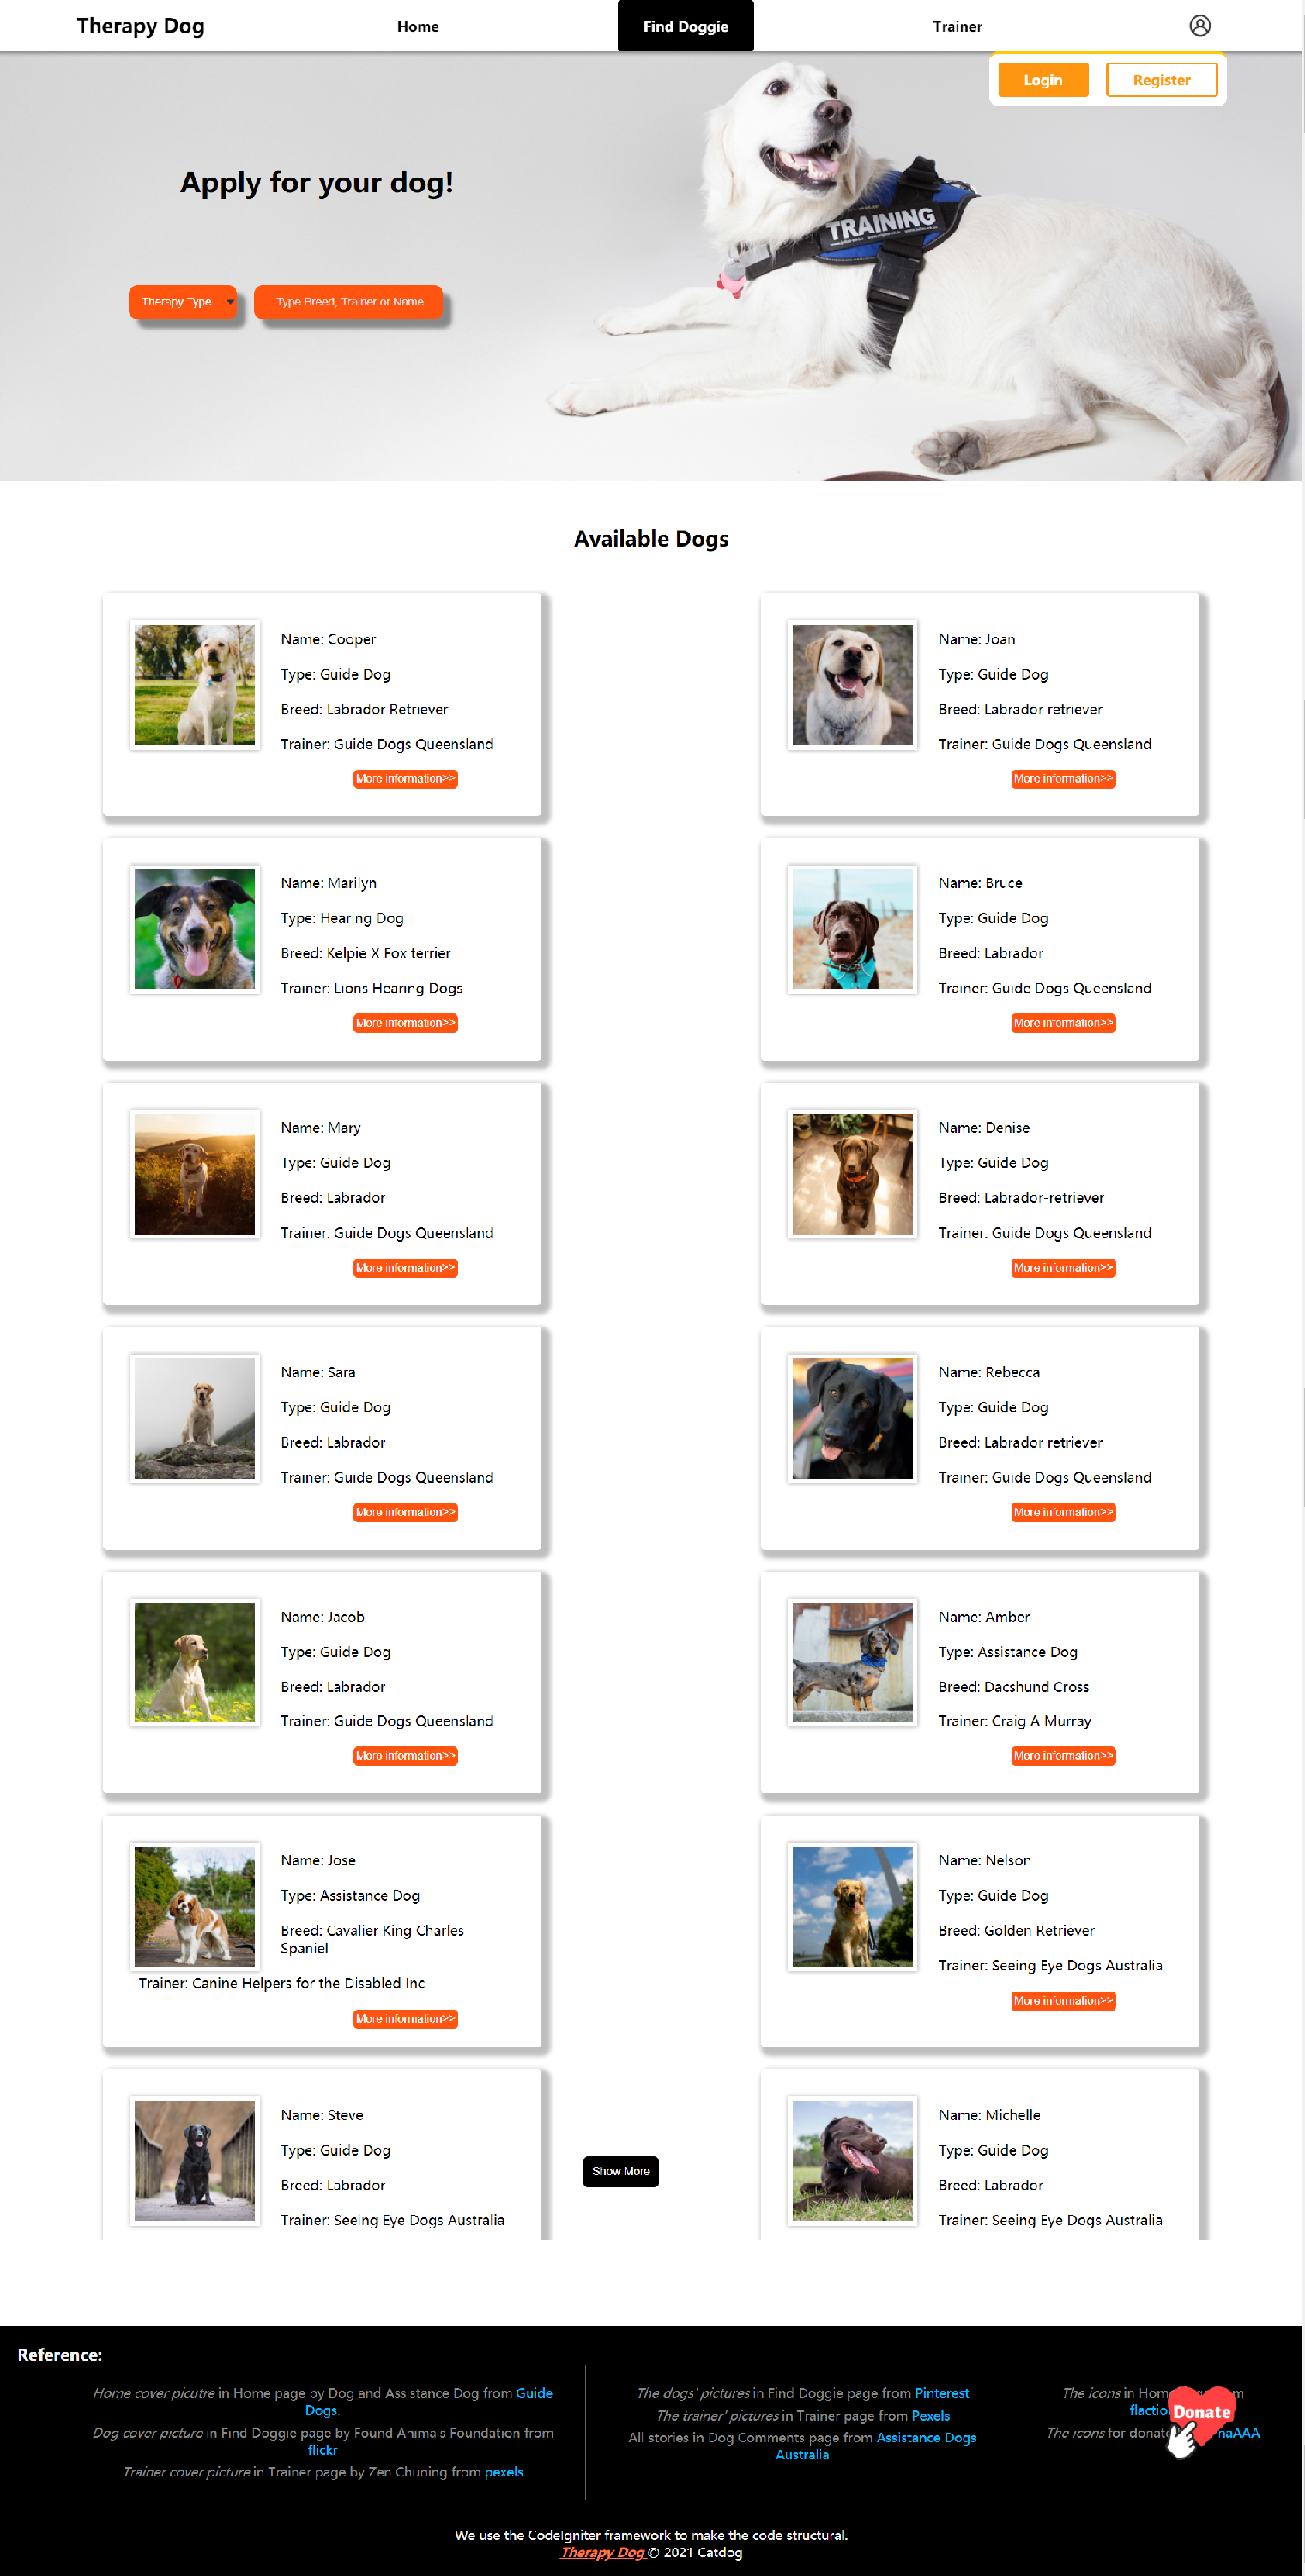 Therapy Dog
Home
Find Doggie
Trainer
Login
Register
TRAINING
Apply for your dog!
Therapy Type
Type Breed, Trainer or Name
Available Dogs
Name: Cooper
Type: Guide Dog
Breed: Labrador Retriever
Trainer: Guide Dogs Queensland
More information>>
Name: Joan
Type: Guide Dog
Breed: Labrador retriever
Trainer: Guide Dogs Queensland
More information>>
Name: Marilyn
Type: Hearing Dog
Breed: Kelpie X Fox terrier
Trainer: Lions Hearing Dogs
More information>>
Name: Bruce
Type: Guide Dog
Breed: Labrador
Trainer: Guide Dogs Queensland
More information>>
Name: Mary
Type: Guide Dog
Breed: Labrador
Trainer: Guide Dogs Queensland
More information>>
Name: Denise
Type: Guide Dog
Breed: Labrador-retriever
Trainer: Guide Dogs Queensland
More information>>
Name: Sara
Type: Guide Dog
Breed: Labrador
Trainer: Guide Dogs Queensland
More information>>
Name: Rebecca
Type: Guide Dog
Breed: Labrador retriever
Trainer: Guide Dogs Queensland
More information>>
Name: Jacob
Type: Guide Dog
Breed: Labrador
Trainer: Guide Dogs Queensland
More information>>
Name: Amber
Type: Assistance Dog
Breed: Dacshund Cross
Trainer: Craig A Murray
More information>>
Name: Jose
Type: Assistance Dog
Breed: Cavalier King Charles
Spaniel
Trainer: Canine Helpers for the Disabled Inc
More information>>
Name: Nelson
Type: Guide Dog
Breed: Golden Retriever
Trainer: Seeing Eye Dogs Australia
More information>>
Name: Steve
Type: Guide Dog
Breed: Labrador
Trainer: Seeing Eye Dogs Australia
Show More
Name: Michelle
Type: Guide Dog
Breed: Labrador
Trainer: Seeing Eye Dogs Australia
Reference:
Home cover picutre in Home page by Dog and Assistance Dog from Guide
Dogs.
Dog cover picture in Find Doggie page by Found Animals Foundation from
flickr
Trainer cover picture in Trainer page by Zen Chuning from pexels
The dogs' pictures in Find Doggie page from Pinterest
The trainer' pictures in Trainer page from Pexels
All stories in Dog Comments page from Assistance Dogs
Australia
The icons in
The icons for
Donate
We use the CodeIgniter framework to make the code structural.
Therapy Dog © 2021 Catdog